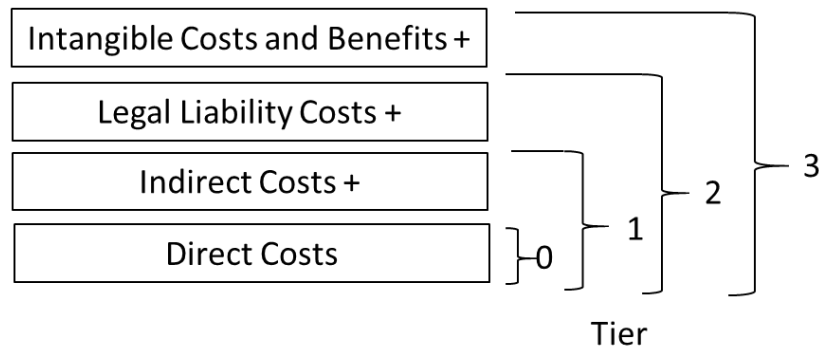 Intangible Costs and Benefits +
3
Legal Liability Costs +
2
Indirect Costs +
1
Direct Costs
0
Tier